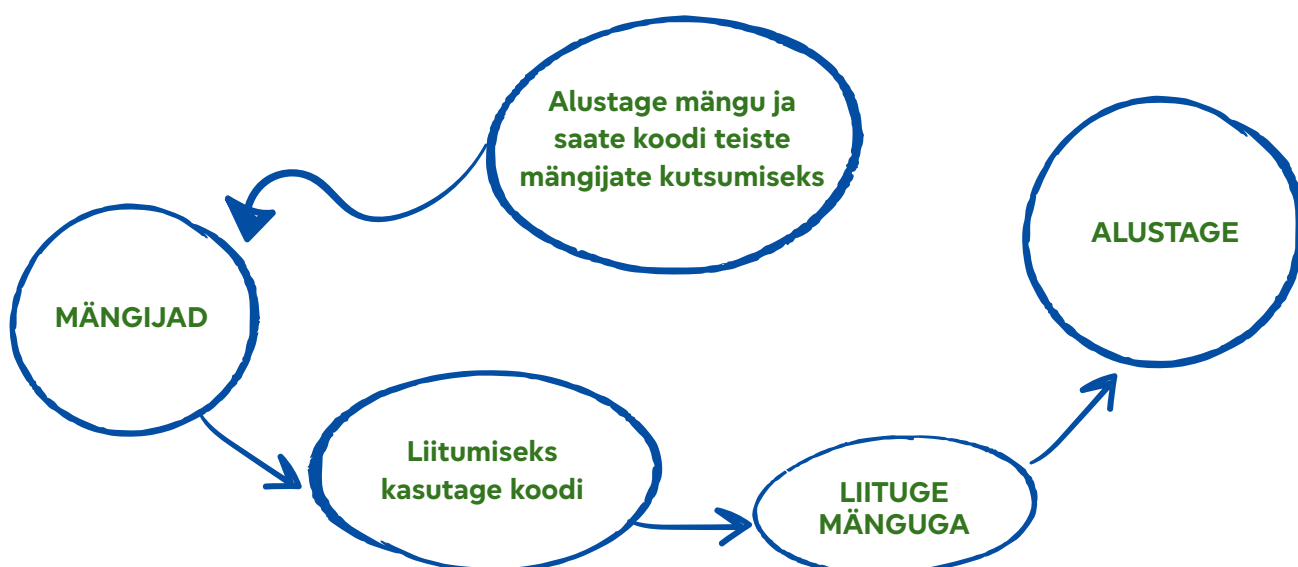 Alustage mängu ja
saate koodi teiste
mängijate kutsumiseks
MÄNGIJAD
Liitumiseks
kasutage koodi
LIITUGE
MÄNGUGA
ALUSTAGE